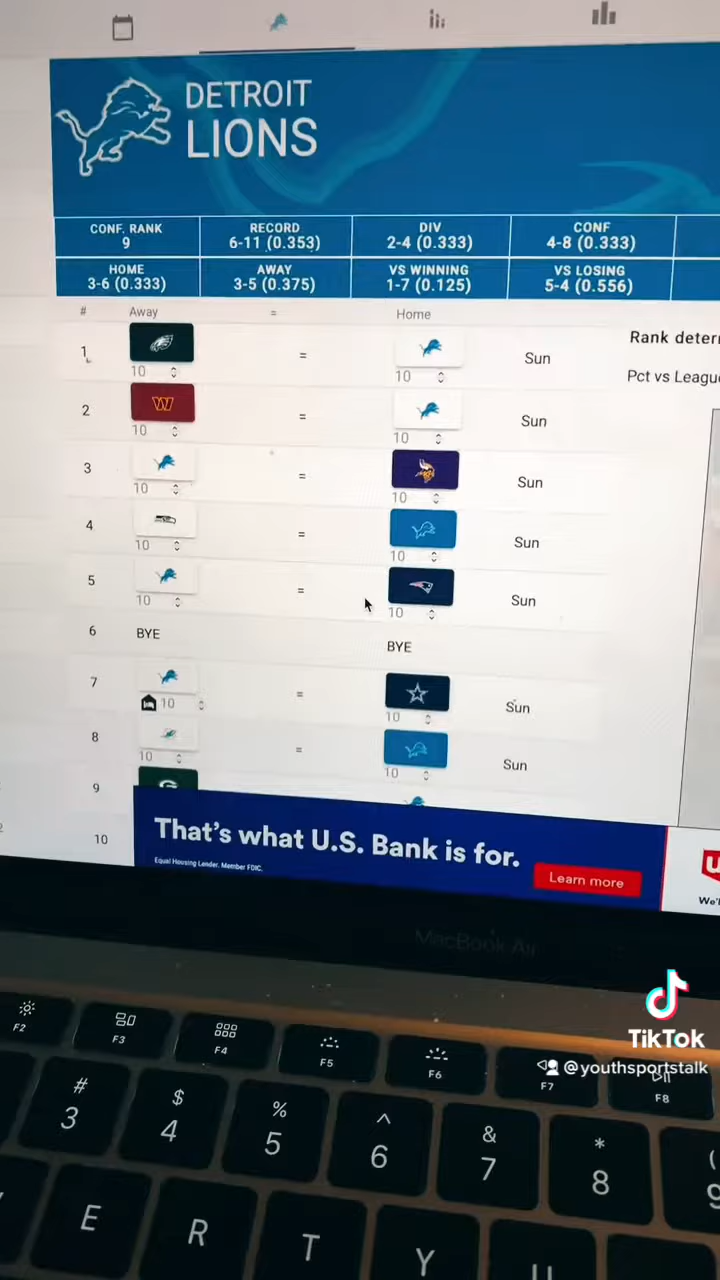 DETROIT
LIONS
CONF. RANK RECORD DIV CONF
9 6-11 (0.353) 2-4 (0.333) 4-8 (0.333)
HOME AWAY VS WINNING VS LOSING
3-6 (0.333) 3-5 (0.375) 1-7 (0.125) 5-4 (0.556)
# Away = Home
Rank deter
Pct vs Leagu
1 = Sun
10 10
2 W = Sun
10 10
3 = Sun
10 10
4 = Sun
10 10
5 = Sun
10 10
6 BYE BYE
7 = Sun
10 10
8 = Sun
10 10
9 G
10
That's what U.S. Bank is for.
Equal Housing Lender. Member FDIC.
Learn more
We'l
MacBook Air
TikTok
@youthsportstalk
F2 F3 F4 F5 F6 F7 F8
# $ % ^ & * (
3 4 5 6 7 8 9
E R T Y U